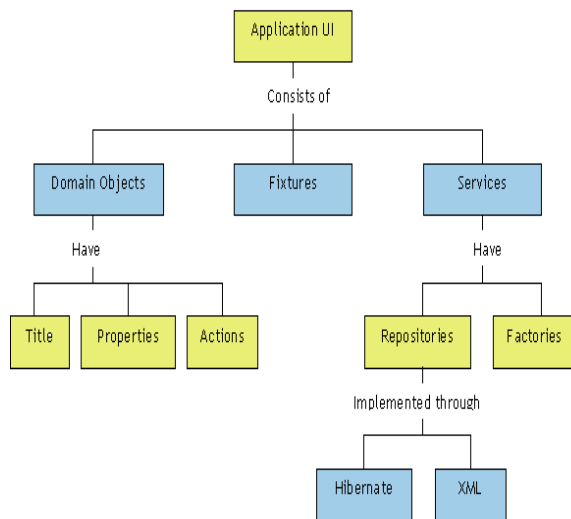 Application UI
Consists of
Domain Objects
Fixtures
Services
Have
Have
Title
Properties
Actions
Repositories
Factories
Implemented through
Hibernate
XML